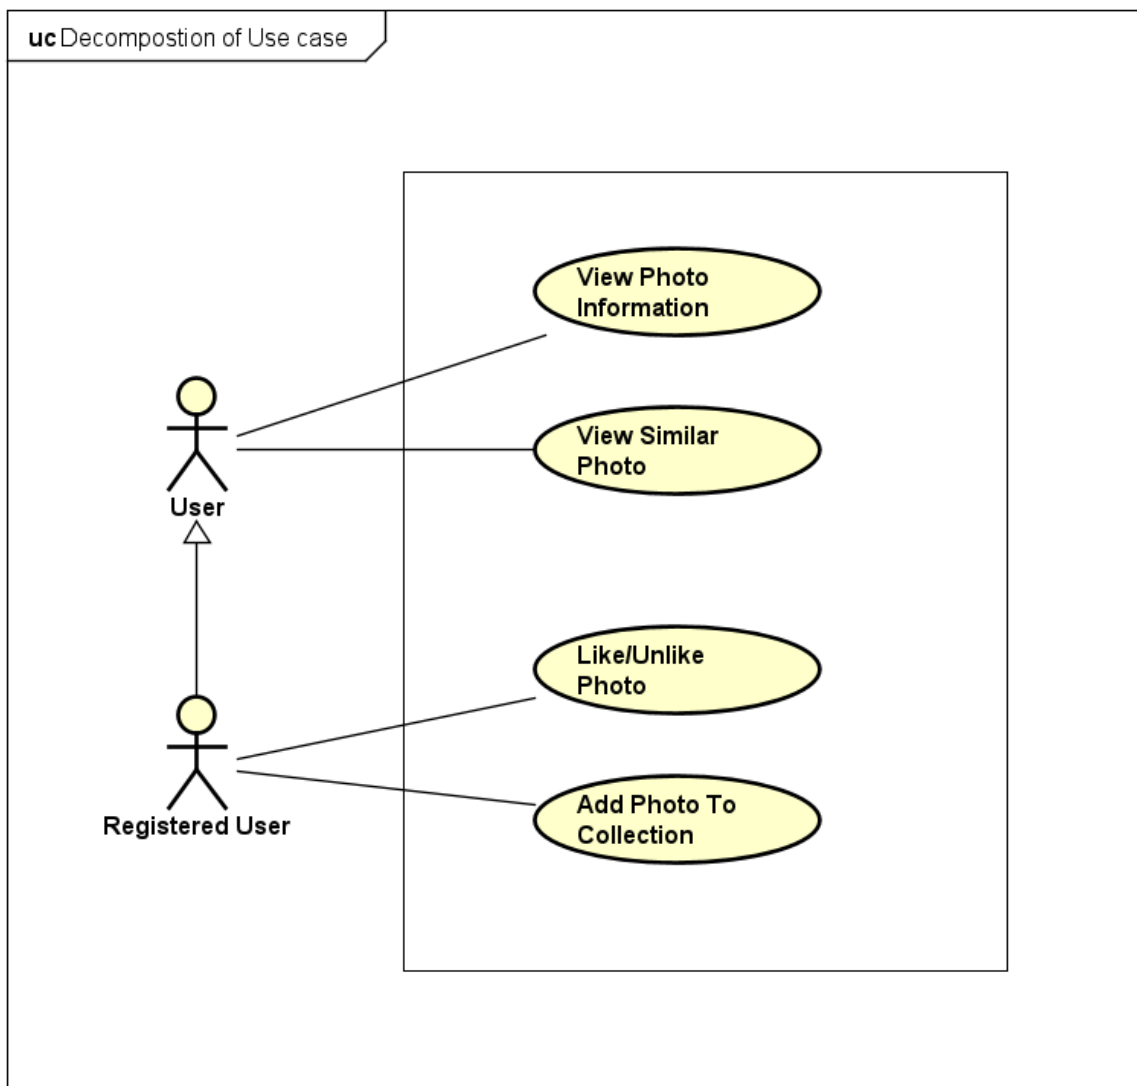 uc Decompostion of Use case
View Photo
Information
View Similar
Photo
User
Like/Unlike
Photo
Add Photo To
Collection
Registered User